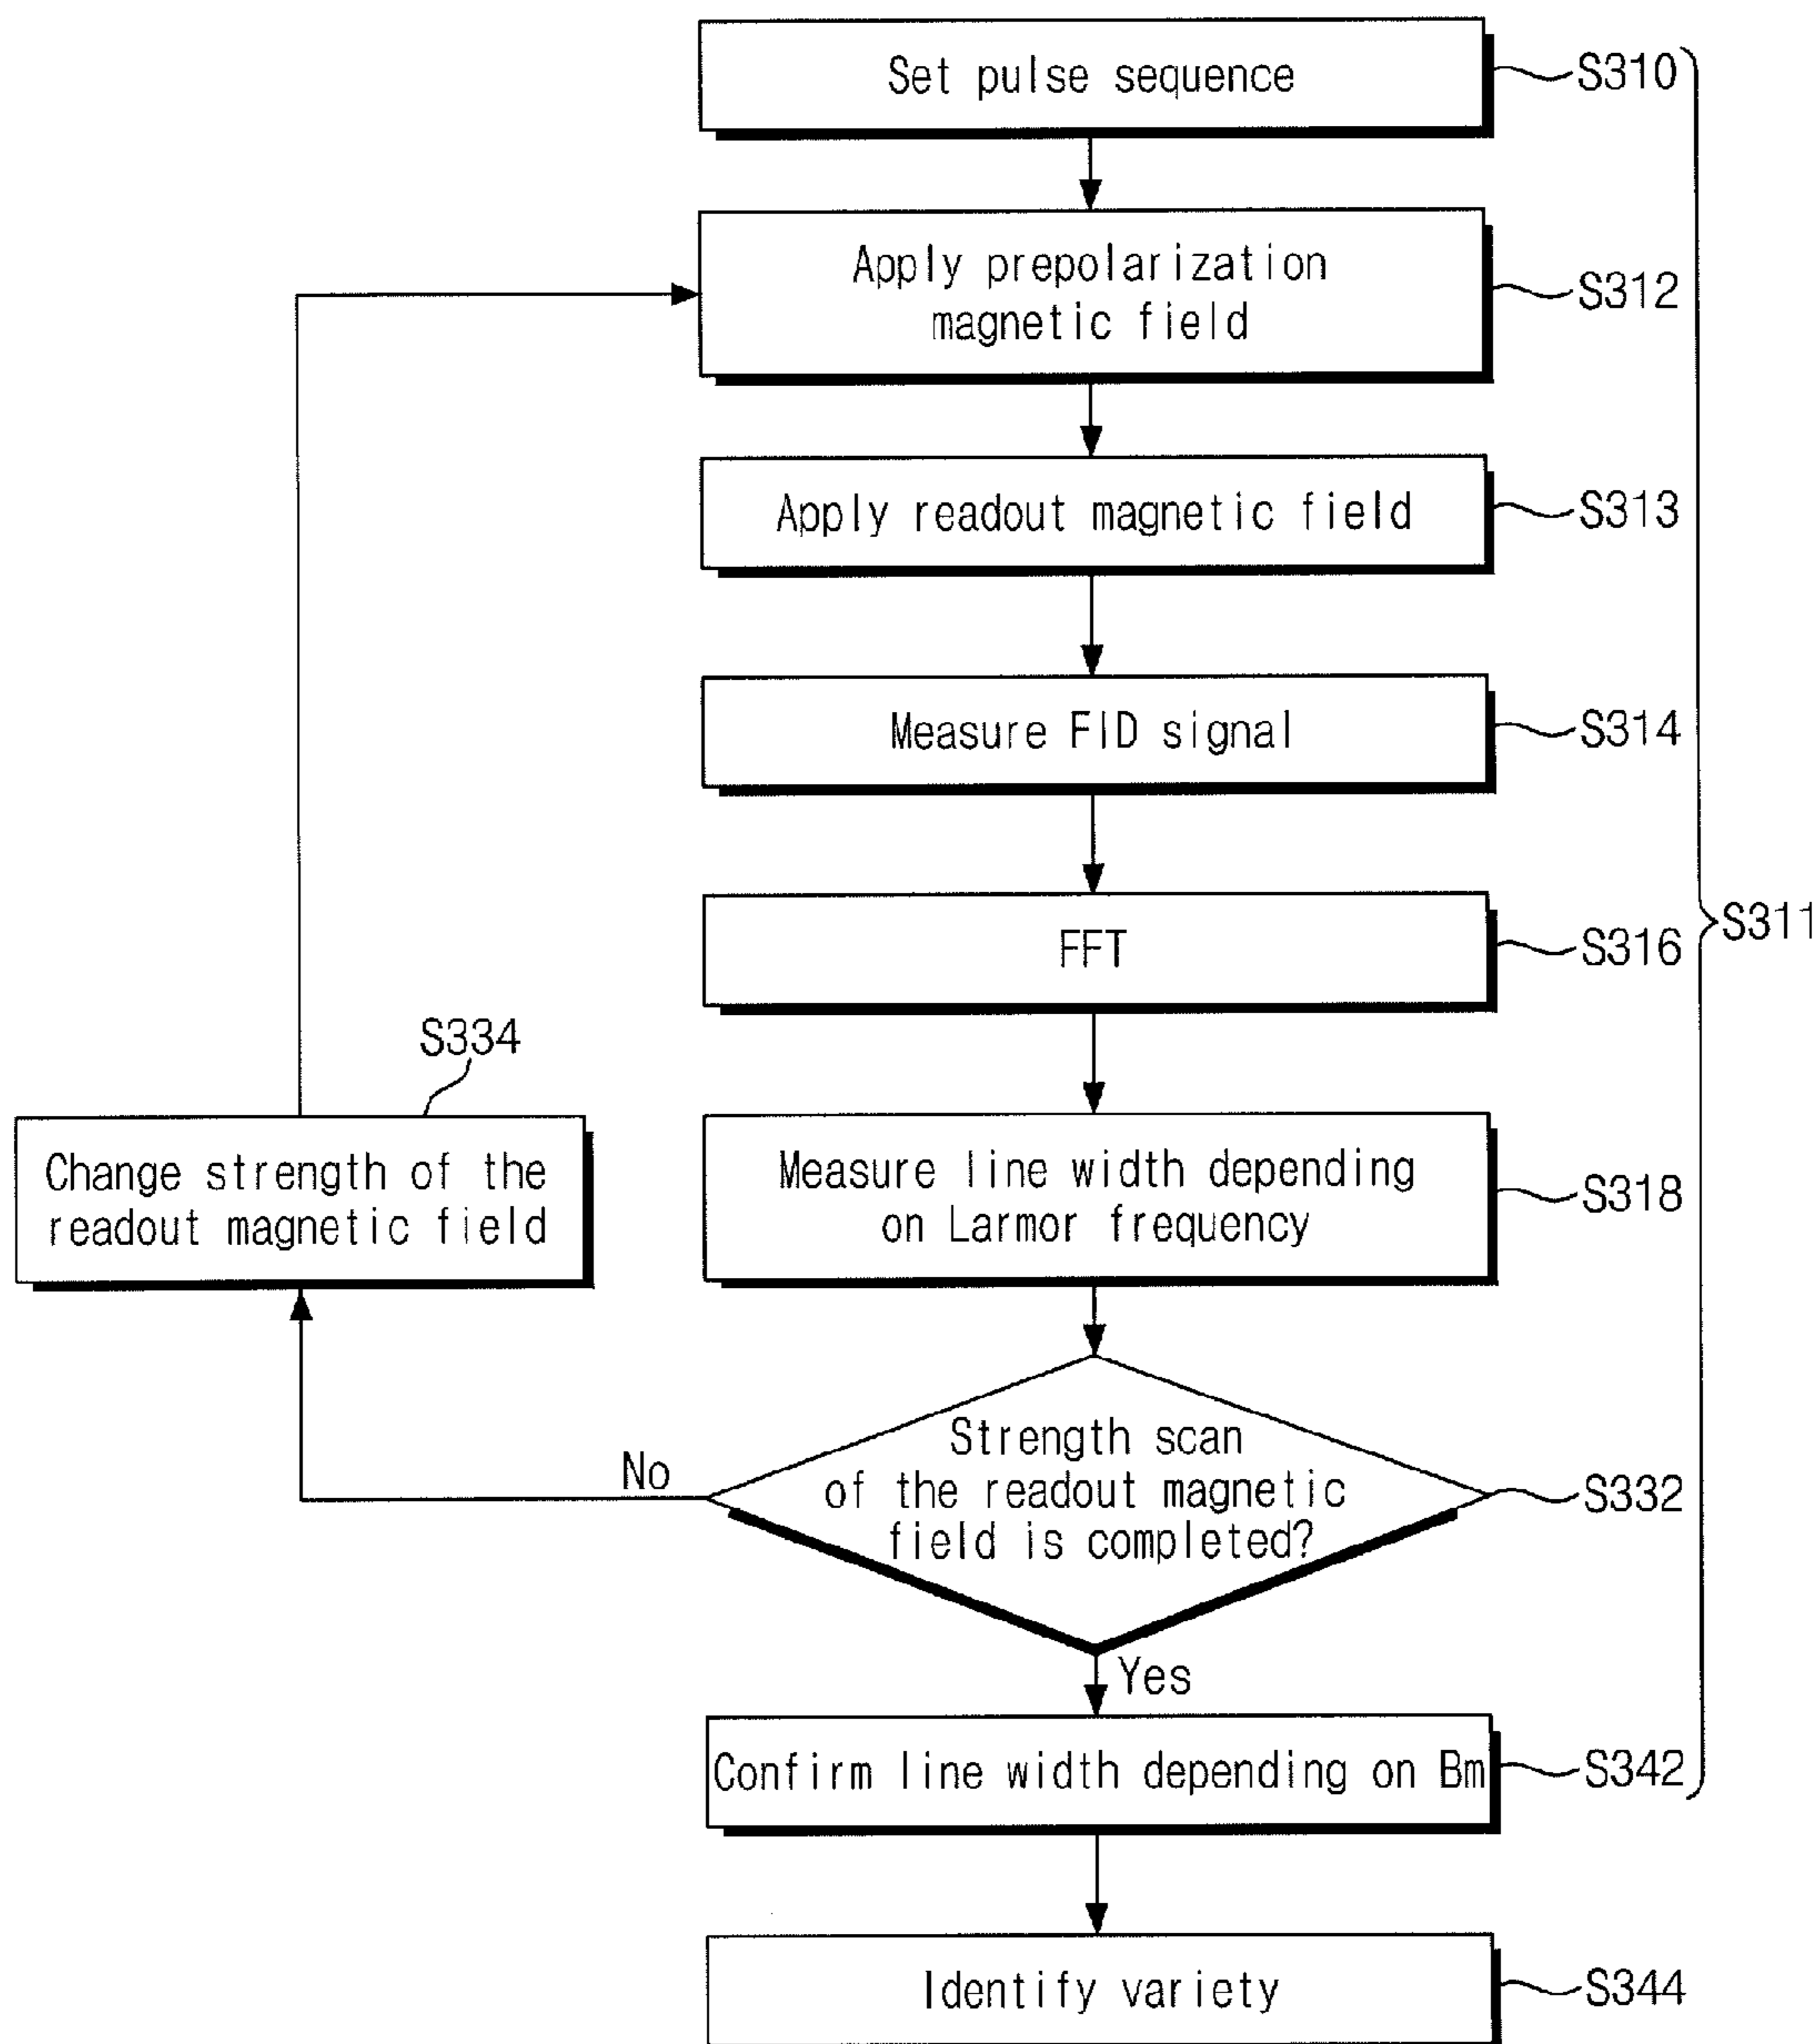 Set pulse sequence
S310
Apply prepolarization
magnetic field
S312
Apply readout magnetic field
S313
Measure FID signal
S314
FFT
S316
S311
S334
Change strength of the
readout magnetic field
Measure line width depending
on Larmor frequency
S318
Strength scan
of the readout magnetic
field is completed?
S332
No
Yes
Confirm line width depending on Bm
S342
Identify variety
S344